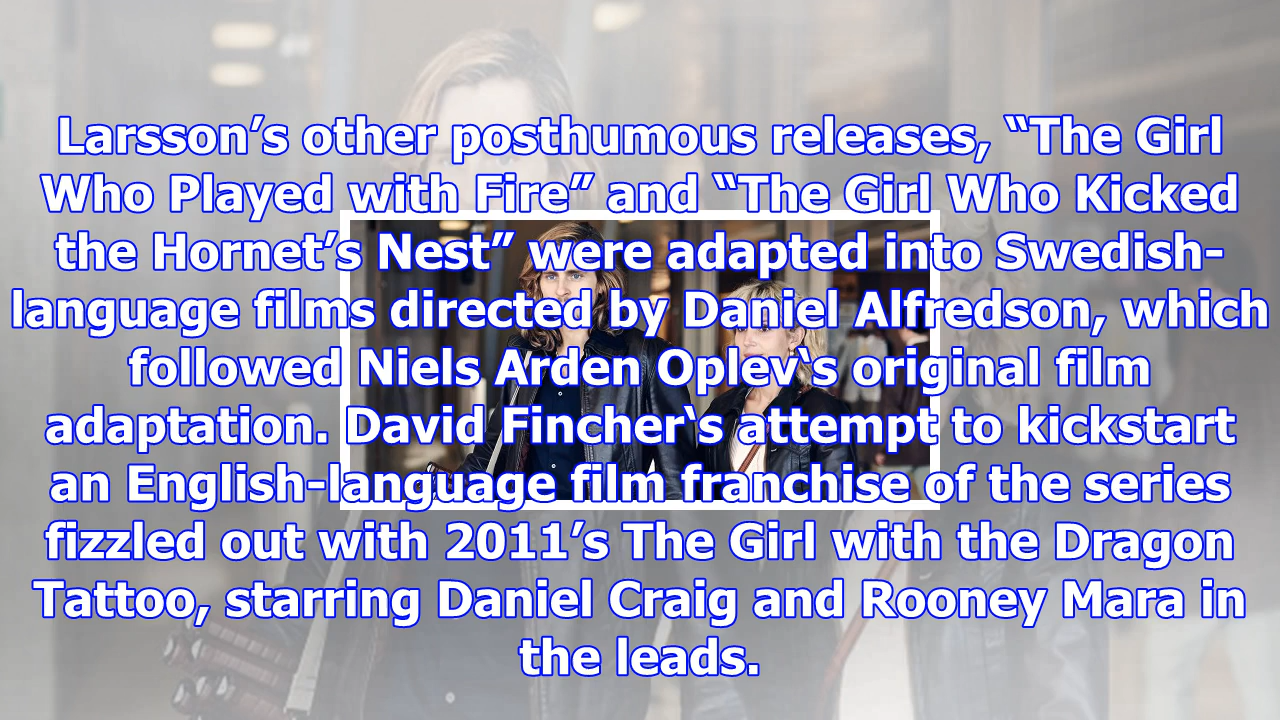 Larsson’s other posthumous releases, “The Girl
Who Played with Fire” and “The Girl Who Kicked
the Hornet’s Nest” were adapted into Swedish-
language films directed by Daniel Alfredson, which
followed Niels Arden Oplev‘s original film
adaptation. David Fincher‘s attempt to kickstart
an English-language film franchise of the series
fizzled out with 2011’s The Girl with the Dragon
Tattoo, starring Daniel Craig and Rooney Mara in
the leads.